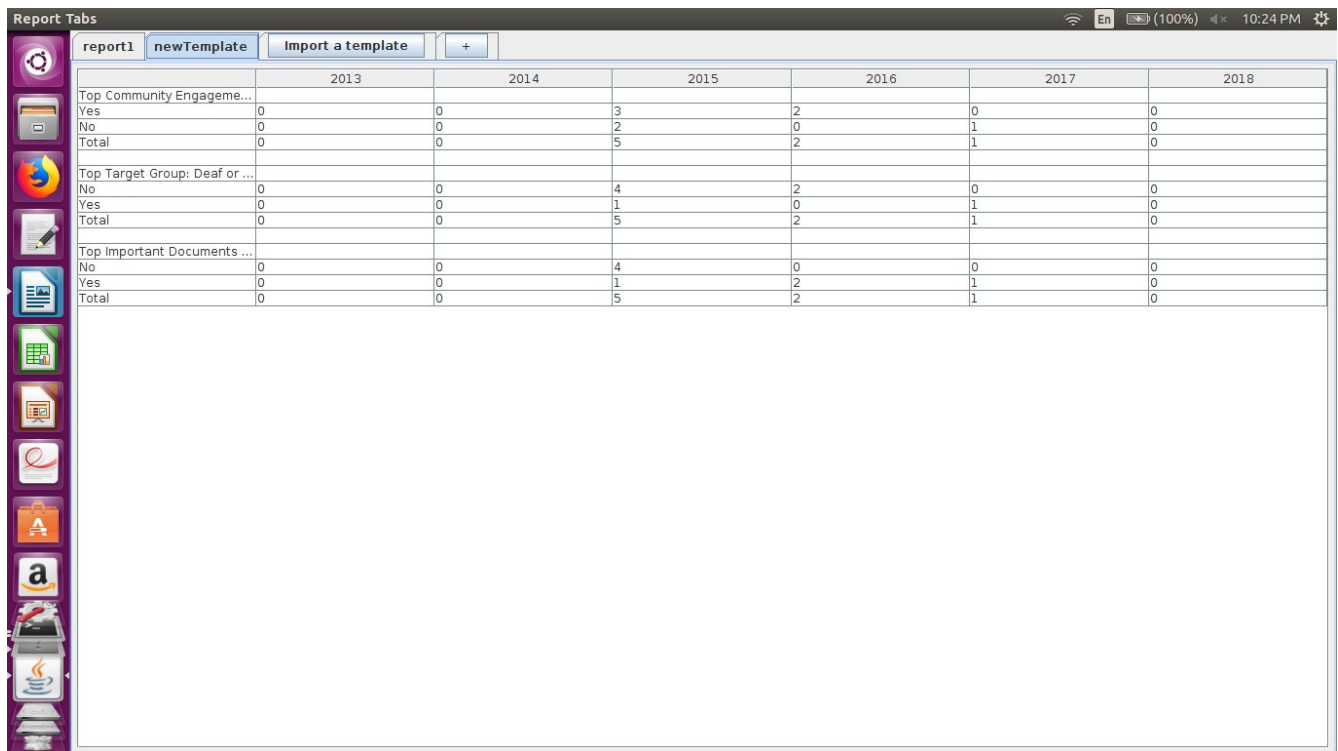 Report Tabs En (100%) 10:24 PM
report1 newTemplate Import a template +
2013 2014 2015 2016 2017 2018
Top Community Engageme...
Yes 0 0 3 2 0 0
No 0 0 2 0 1 0
Total 0 0 5 2 1 0
Top Target Group: Deaf or ...
No 0 0 4 2 0 0
Yes 0 0 1 0 1 0
Total 0 0 5 2 1 0
Top Important Documents ...
No 0 0 4 0 0 0
Yes 0 0 1 2 1 0
Total 0 0 5 2 1 0